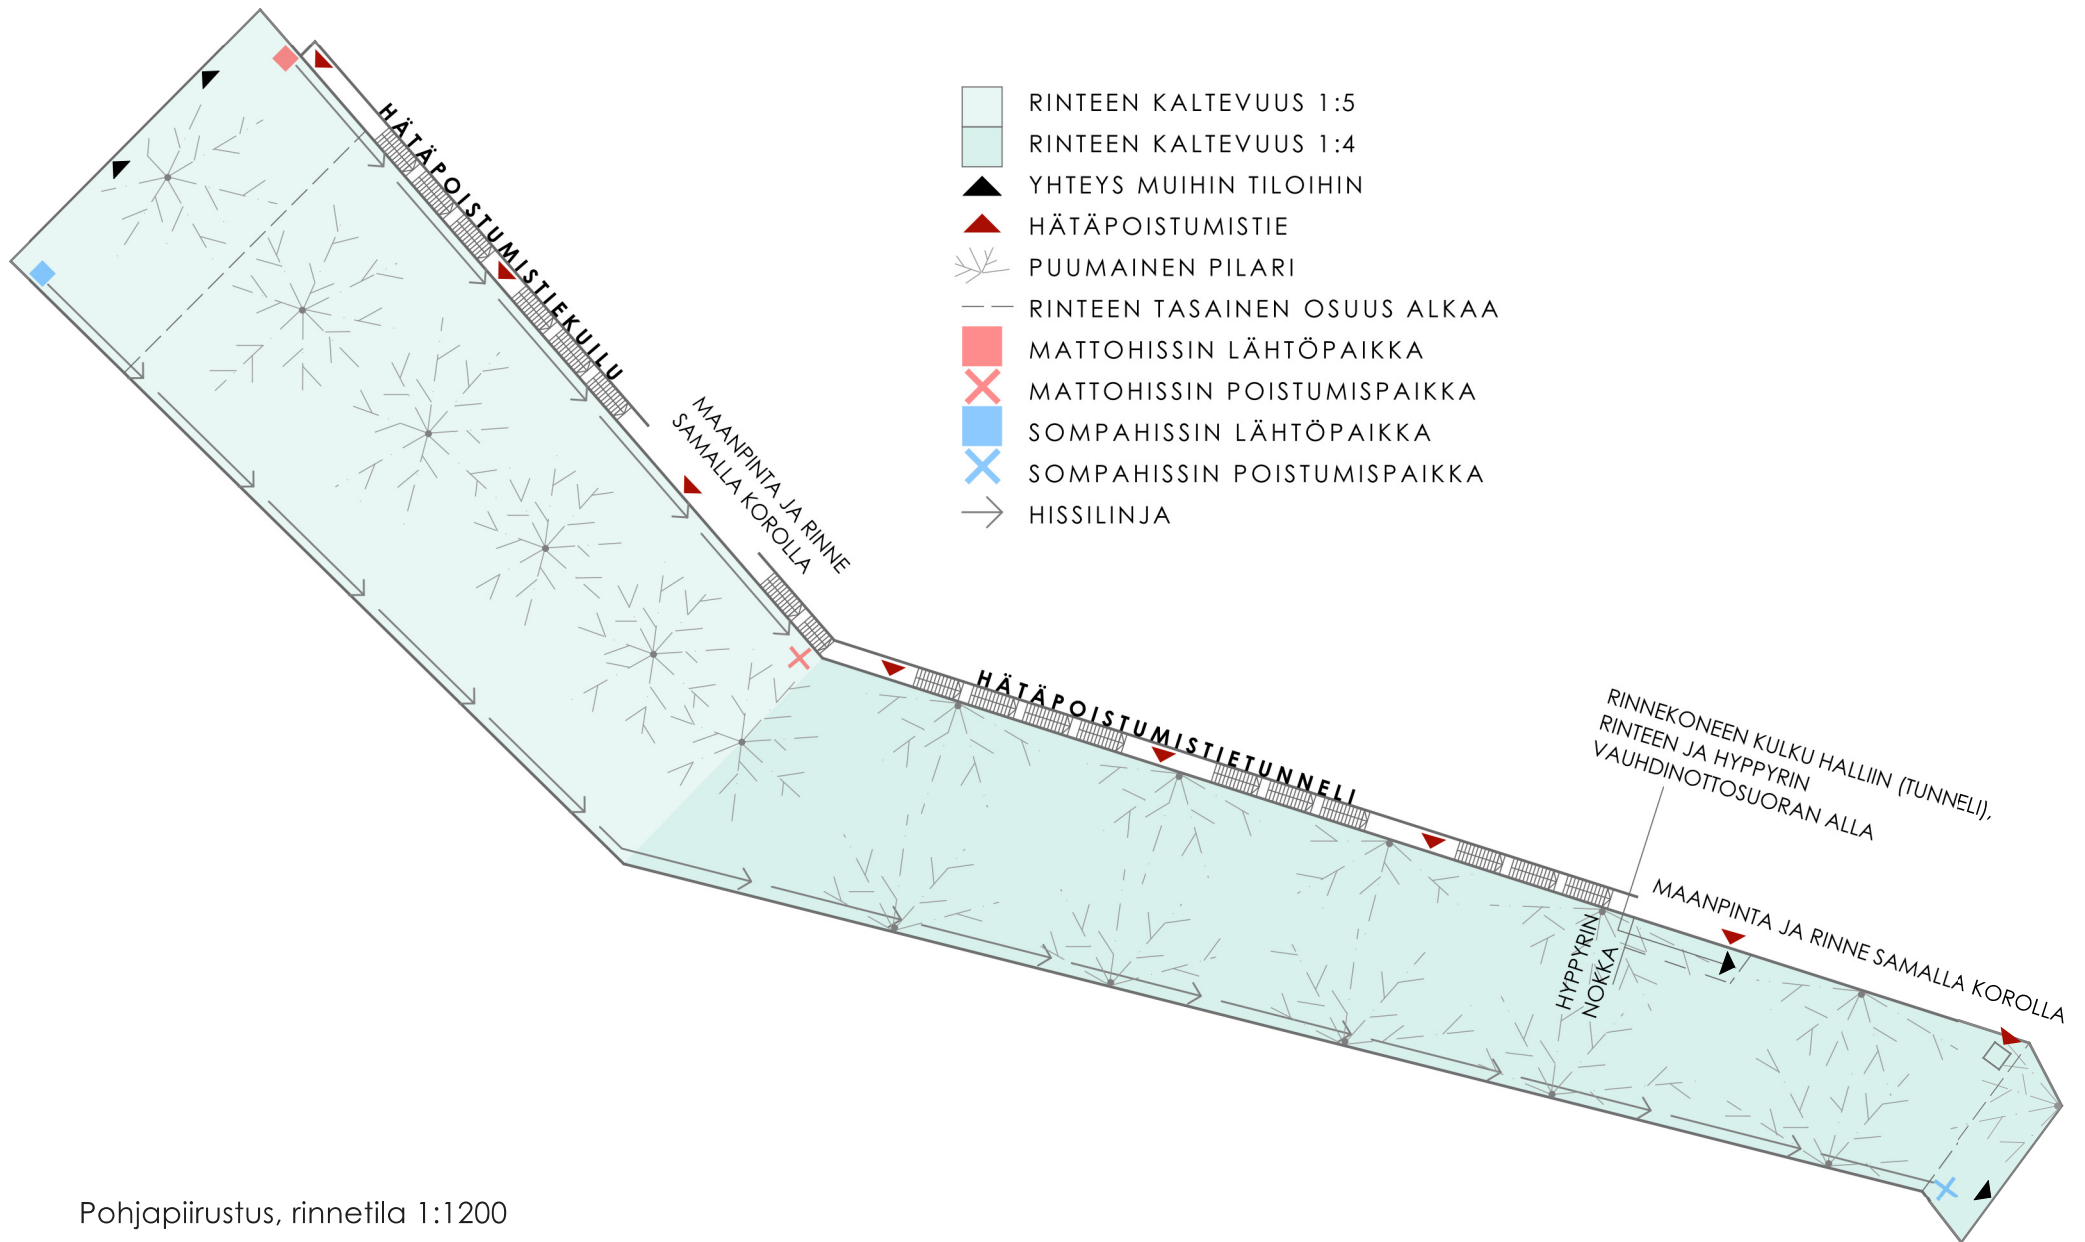 RINTEEN KALTEVUUS 1:5
RINTEEN KALTEVUUS 1:4
YHTEYS MUIHIN TILOIHIN
HÄTÄPOISTUMISTIE
PUUMAINEN PILARI
RINTEEN TASAINEN OSUUS ALKAA
MATTOHISSIN LÄHTÖPAIKKA
MATTOHISSIN POISTUMISPAIKKA
SOMPAHISSIN LÄHTÖPAIKKA
SOMPAHISSIN POISTUMISPAIKKA
HISSILINJA
HÄTÄPOISTUMISTIEKUILU
MAANPINTA JA RINNE
SAMALLA KOROLLA
HÄTÄPOISTUMISTIETUNNELI
RINNEKONEEN KULKU HALLIIN (TUNNELI),
RINTEEN JA HYPPYRIN
VAUHDINOTTOSUORAN ALLA
MAANPINTA JA RINNE SAMALLA KOROLLA
HYPPYRIN
NOKKA
Pohjapiirustus, rinnetila 1:1200